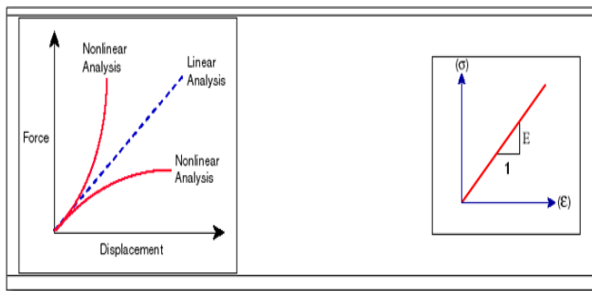 Nonlinear
Analysis
Linear
Analysis
Force
Nonlinear
Analysis
Displacement
(σ)
E
1
(ε)